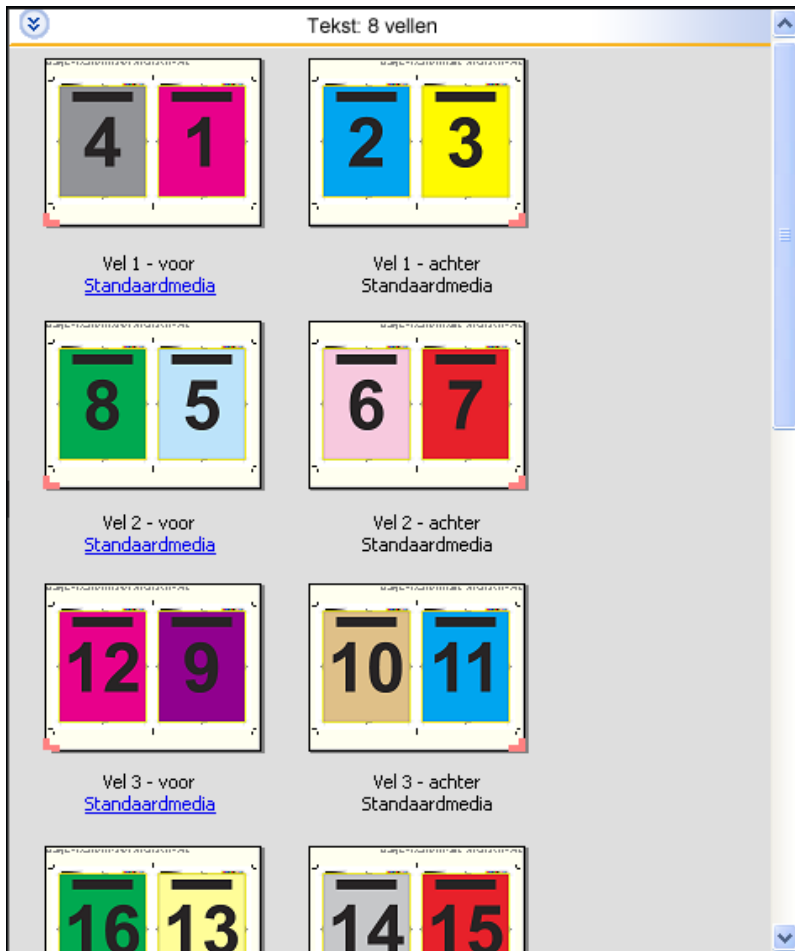 Tekst: 8 vellen
4 1 2 3
Vel 1 - voor Vel 1 - achter
Standaardmedia Standaardmedia
8 5 6 7
Vel 2 - voor Vel 2 - achter
Standaardmedia Standaardmedia
12 9 10 11
Vel 3 - voor Vel 3 - achter
Standaardmedia Standaardmedia
16 13 14 15